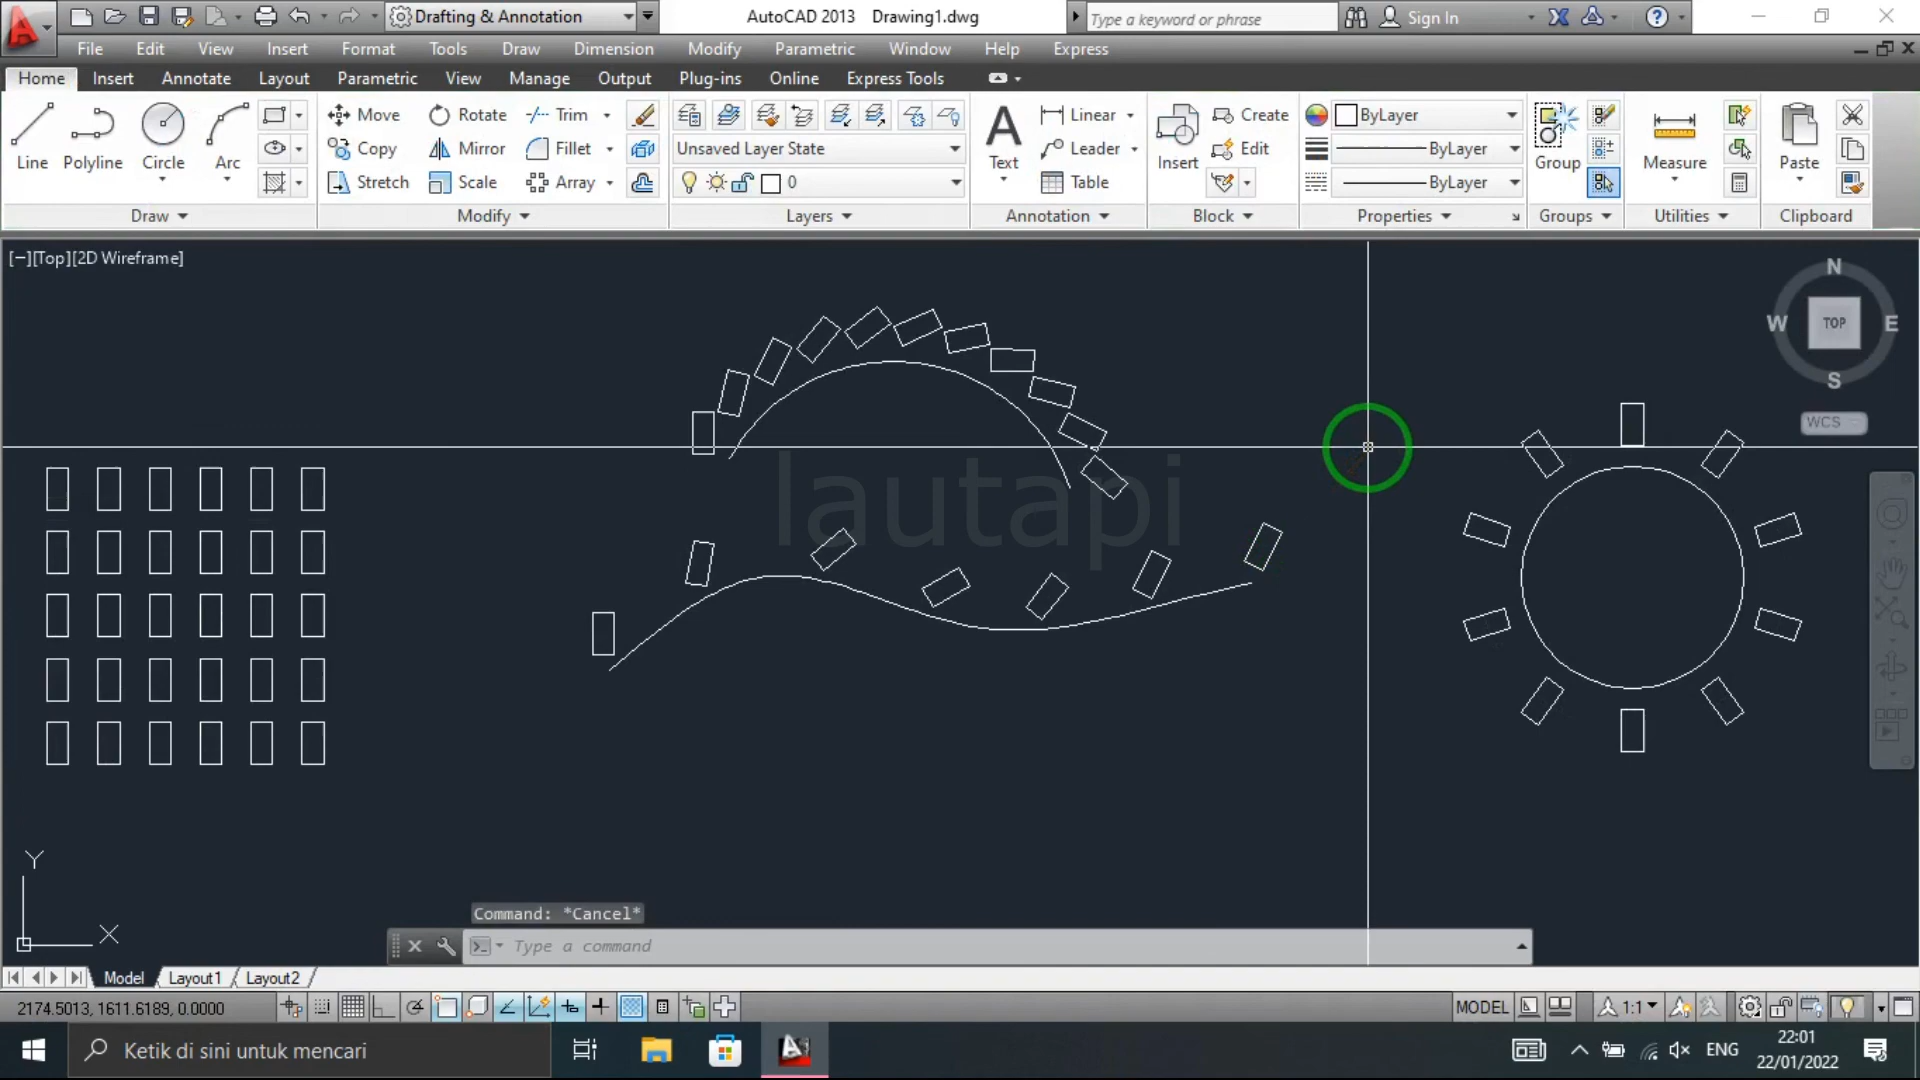 Drafting & Annotation
AutoCAD 2013 Drawing1.dwg
Type a keyword or phrase
Sign In
File Edit View Insert Format Tools Draw Dimension Modify Parametric Window Help Express
Home Insert Annotate Layout Parametric View Manage Output Plug-ins Online Express Tools
Move Rotate Trim
Linear
Create
ByLayer
Copy Mirror Fillet
Unsaved Layer State
Leader
Edit
ByLayer
Line Polyline Circle Arc
Text
Insert
Group
Measure
Paste
Stretch Scale Array
0
Table
ByLayer
Draw Modify Layers Annotation Block Properties Groups Utilities Clipboard
[−][Top][2D Wireframe]
N
W TOP E
S
WCS
lautapi
Y
X
Command: *Cancel*
Type a command
Model Layout1 Layout2
2174.5013, 1611.6189, 0.0000
MODEL
1:1
Ketik di sini untuk mencari
ENG
22:01
22/01/2022